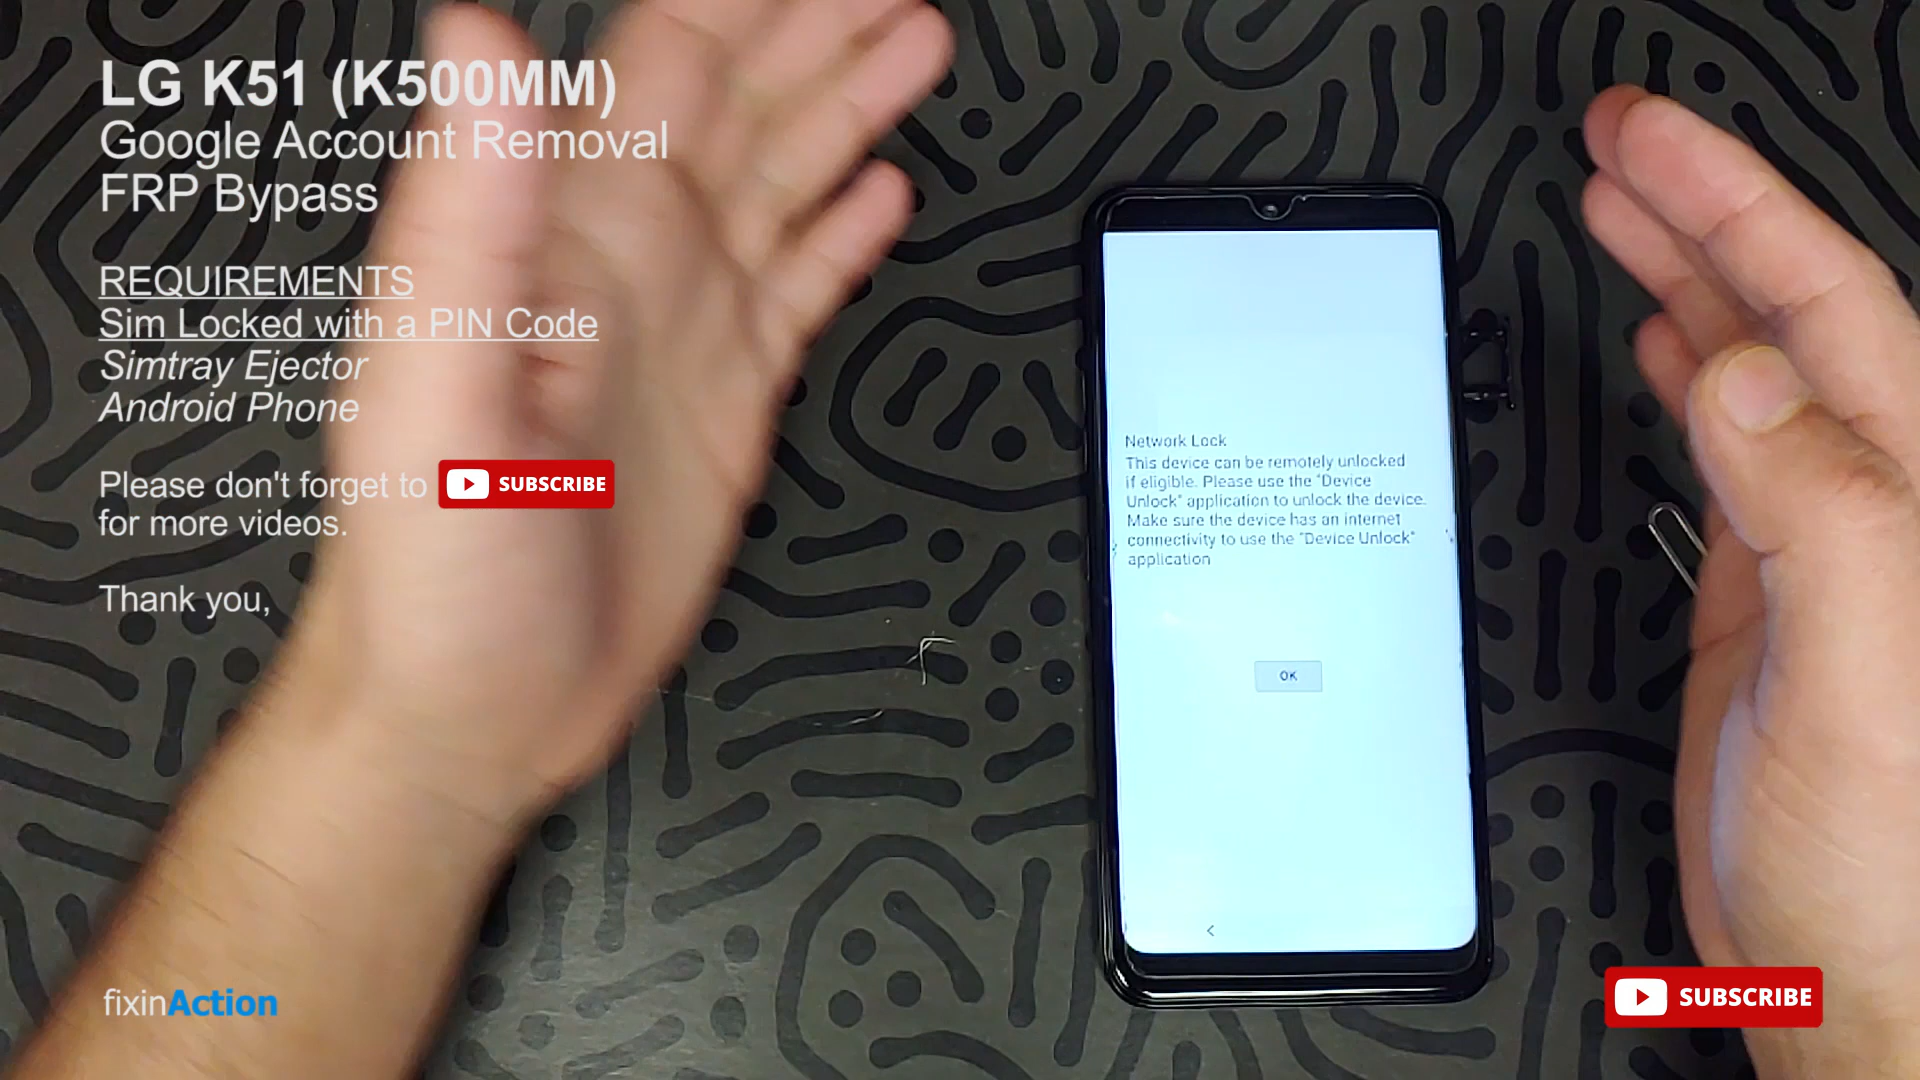 LG K51 (K500MM)
Google Account Removal
FRP Bypass
REQUIREMENTS
Sim Locked with a PIN Code
Simtray Ejector
Android Phone
Please don't forget to SUBSCRIBE
for more videos.
Thank you,
fixinAction
Network Lock
This device can be remotely unlocked
if eligible. Please use the "Device
Unlock" application to unlock the device.
Make sure the device has an internet
connectivity to use the "Device Unlock"
application
OK
SUBSCRIBE